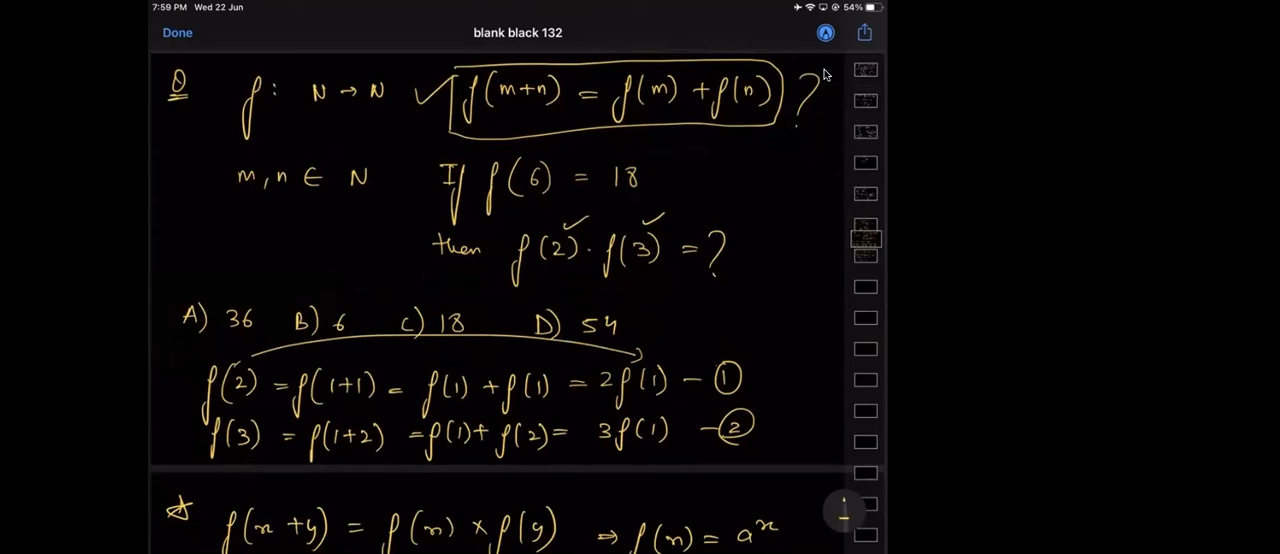 7:59 PM Wed 22 Jun 54%
Done blank black 132
Q f: N → N ✓ f(m+n) = f(m) + f(n) ?
m, n ∈ N If f(6) = 18
then f(2) · f(3) = ?
A) 36 B) 6 C) 18 D) 54
f(2) = f(1+1) = f(1) + f(1) = 2f(1) - ①
f(3) = f(1+2) = f(1) + f(2) = 3f(1) - ②
f(x+y) = f(x) × f(y) ⇒ f(x) = a^x